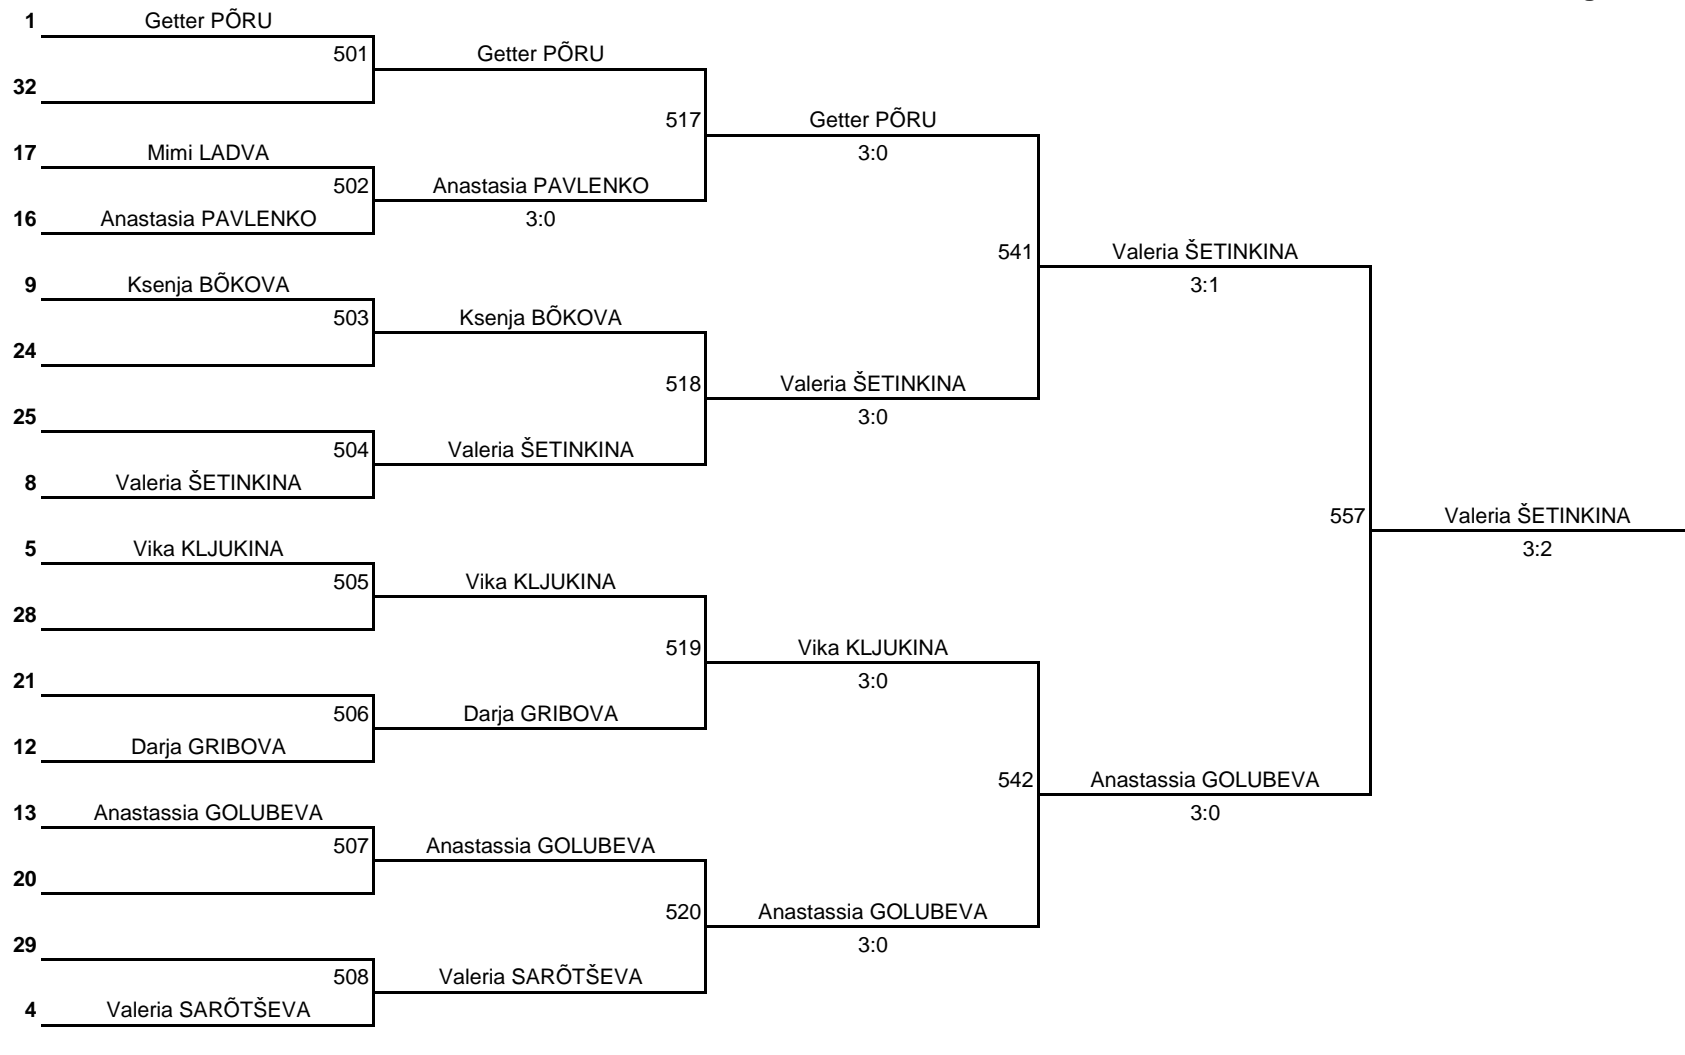 1 Getter PÕRU
501 Getter PÕRU
32
517 Getter PÕRU
17 Mimi LADVA 3:0
502 Anastasia PAVLENKO
16 Anastasia PAVLENKO 3:0
541 Valeria ŠETINKINA
9 Ksenja BÕKOVA 3:1
503 Ksenja BÕKOVA
24
518 Valeria ŠETINKINA
25 3:0
504 Valeria ŠETINKINA
8 Valeria ŠETINKINA
557 Valeria ŠETINKINA
5 Vika KLJUKINA 3:2
505 Vika KLJUKINA
28
519 Vika KLJUKINA
21 3:0
506 Darja GRIBOVA
12 Darja GRIBOVA
542 Anastassia GOLUBEVA
13 Anastassia GOLUBEVA 3:0
507 Anastassia GOLUBEVA
20
520 Anastassia GOLUBEVA
29 3:0
508 Valeria SARÕTŠEVA
4 Valeria SARÕTŠEVA